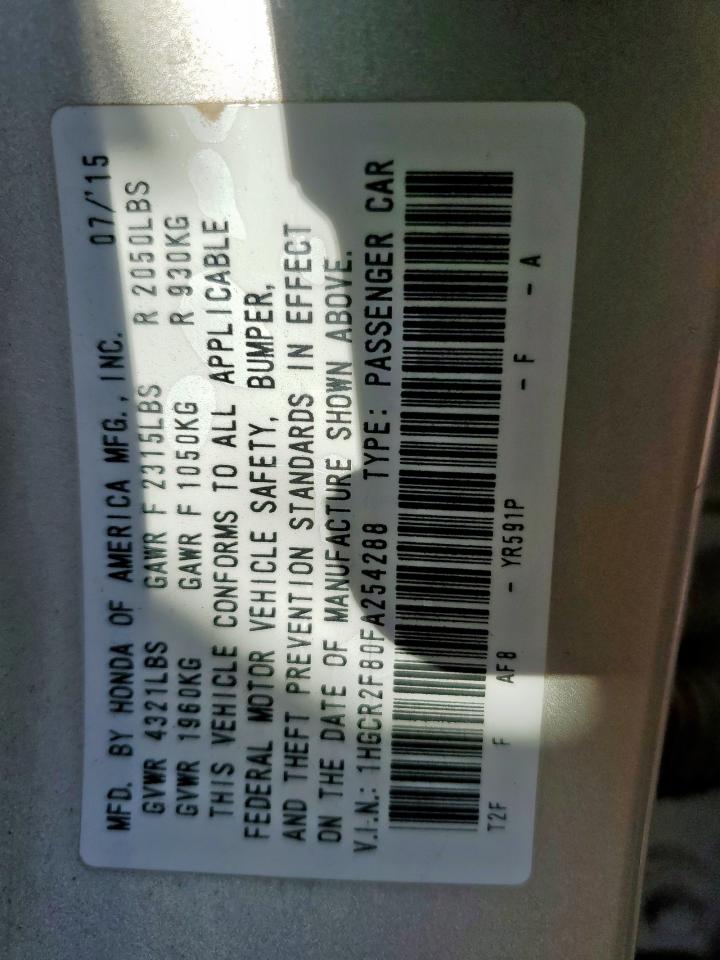 MFD. BY HONDA OF AMERICA MFG., INC. 07/'15
GVWR 4321LBS GAWR F 2315LBS R 2050LBS
GVWR 1960KG GAWR F 1050KG R 930KG
THIS VEHICLE CONFORMS TO ALL APPLICABLE
FEDERAL MOTOR VEHICLE SAFETY, BUMPER,
AND THEFT PREVENTION STANDARDS IN EFFECT
ON THE DATE OF MANUFACTURE SHOWN ABOVE.
V.I.N.: 1HGCR2F80FA254288 TYPE: PASSENGER CAR
T2F F AF8 - YR591P - F - A